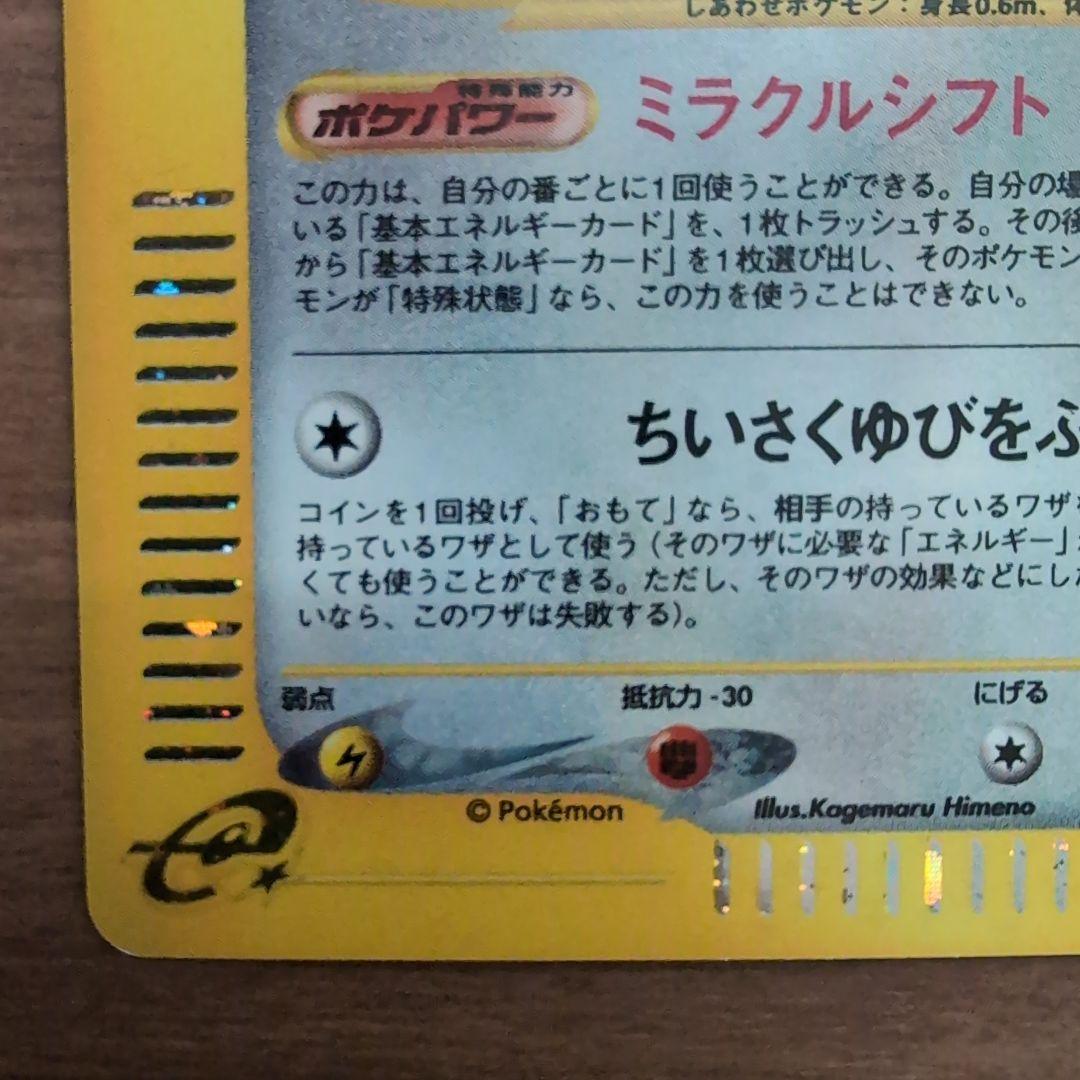 しあわせポケモン：身長0.6m、体
特殊能力
ポケパワー
ミラクルシフト
この力は、自分の番ごとに1回使うことができる。自分の場
いる「基本エネルギーカード」を、1枚トラッシュする。その後
から「基本エネルギーカード」を1枚選び出し、そのポケモン
モンが「特殊状態」なら、この力を使うことはできない。
ちいさくゆびをふ
コインを1回投げ、「おもて」なら、相手の持っているワザ
持っているワザとして使う（そのワザに必要な「エネルギー」
くても使うことができる。ただし、そのワザの効果などにした
いなら、このワザは失敗する）。
弱点
抵抗力 -30
にげる
© Pokémon
Illus.Kagemaru Himeno
e